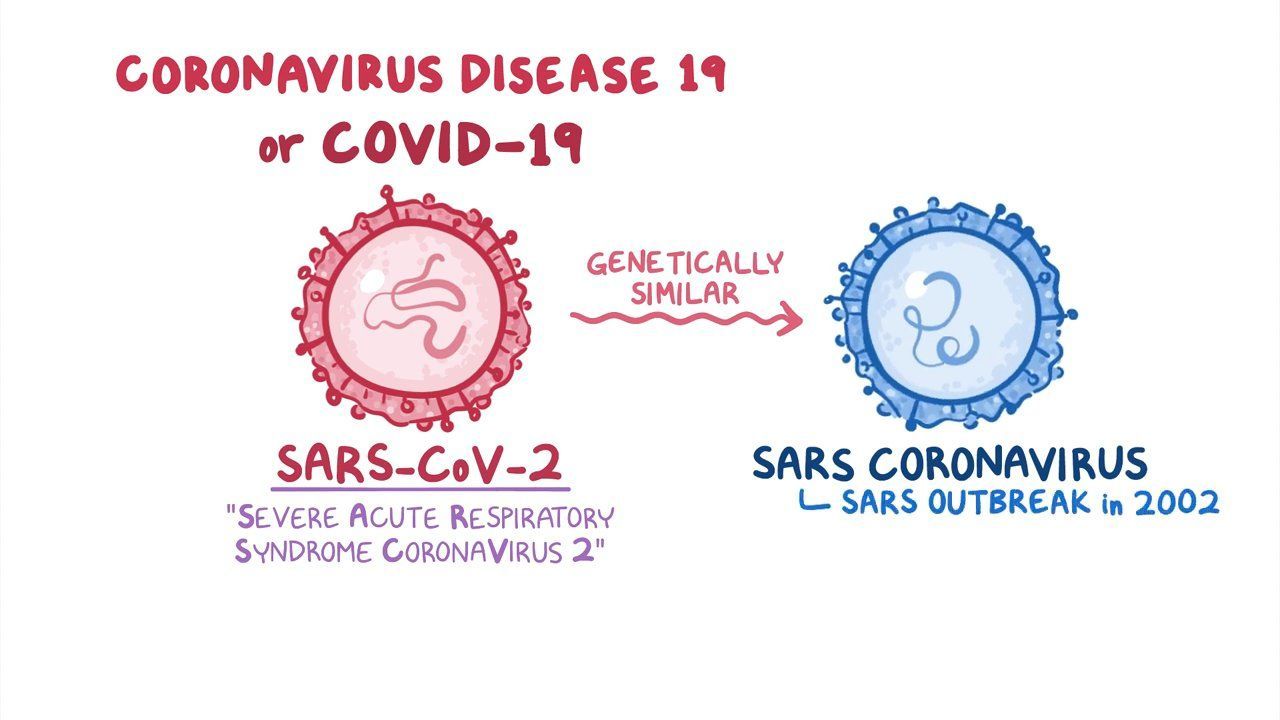 CORONAVIRUS DISEASE 19
or COVID-19
GENETICALLY
SIMILAR
SARS-CoV-2
"SEVERE ACUTE RESPIRATORY
SYNDROME CORONAVIRUS 2"
SARS CORONAVIRUS
SARS OUTBREAK in 2002